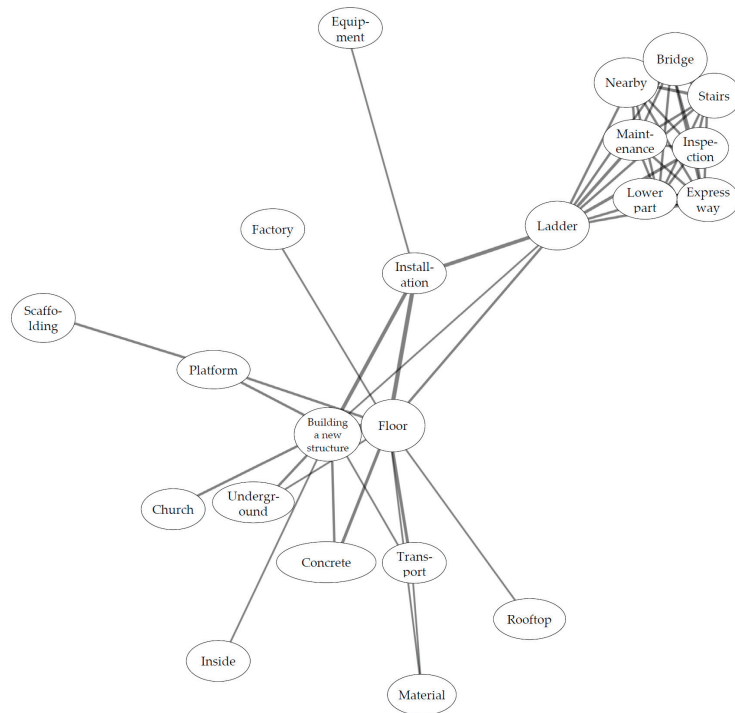 Equip-
ment
Bridge
Nearby
Stairs
Maint-
enance
Inspe-
ction
Lower
part
Express
way
Ladder
Factory
Install-
ation
Scaffo-
lding
Platform
Building
a new
structure
Floor
Church
Undergr-
ound
Concrete
Trans-
port
Rooftop
Inside
Material